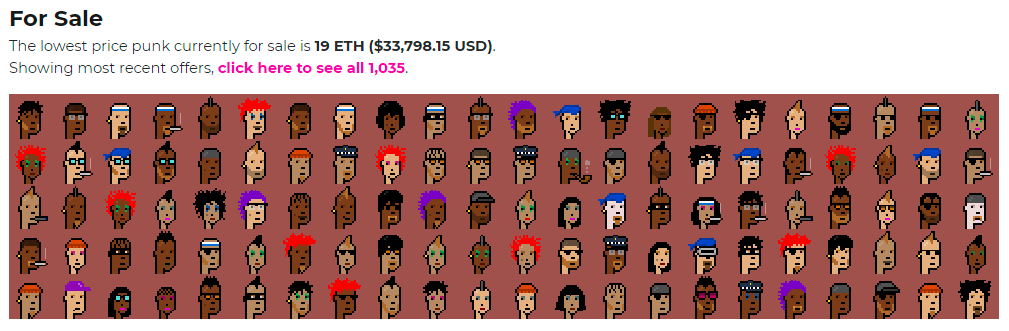 For Sale
The lowest price punk currently for sale is 19 ETH ($33,798.15 USD).
Showing most recent offers, click here to see all 1,035.